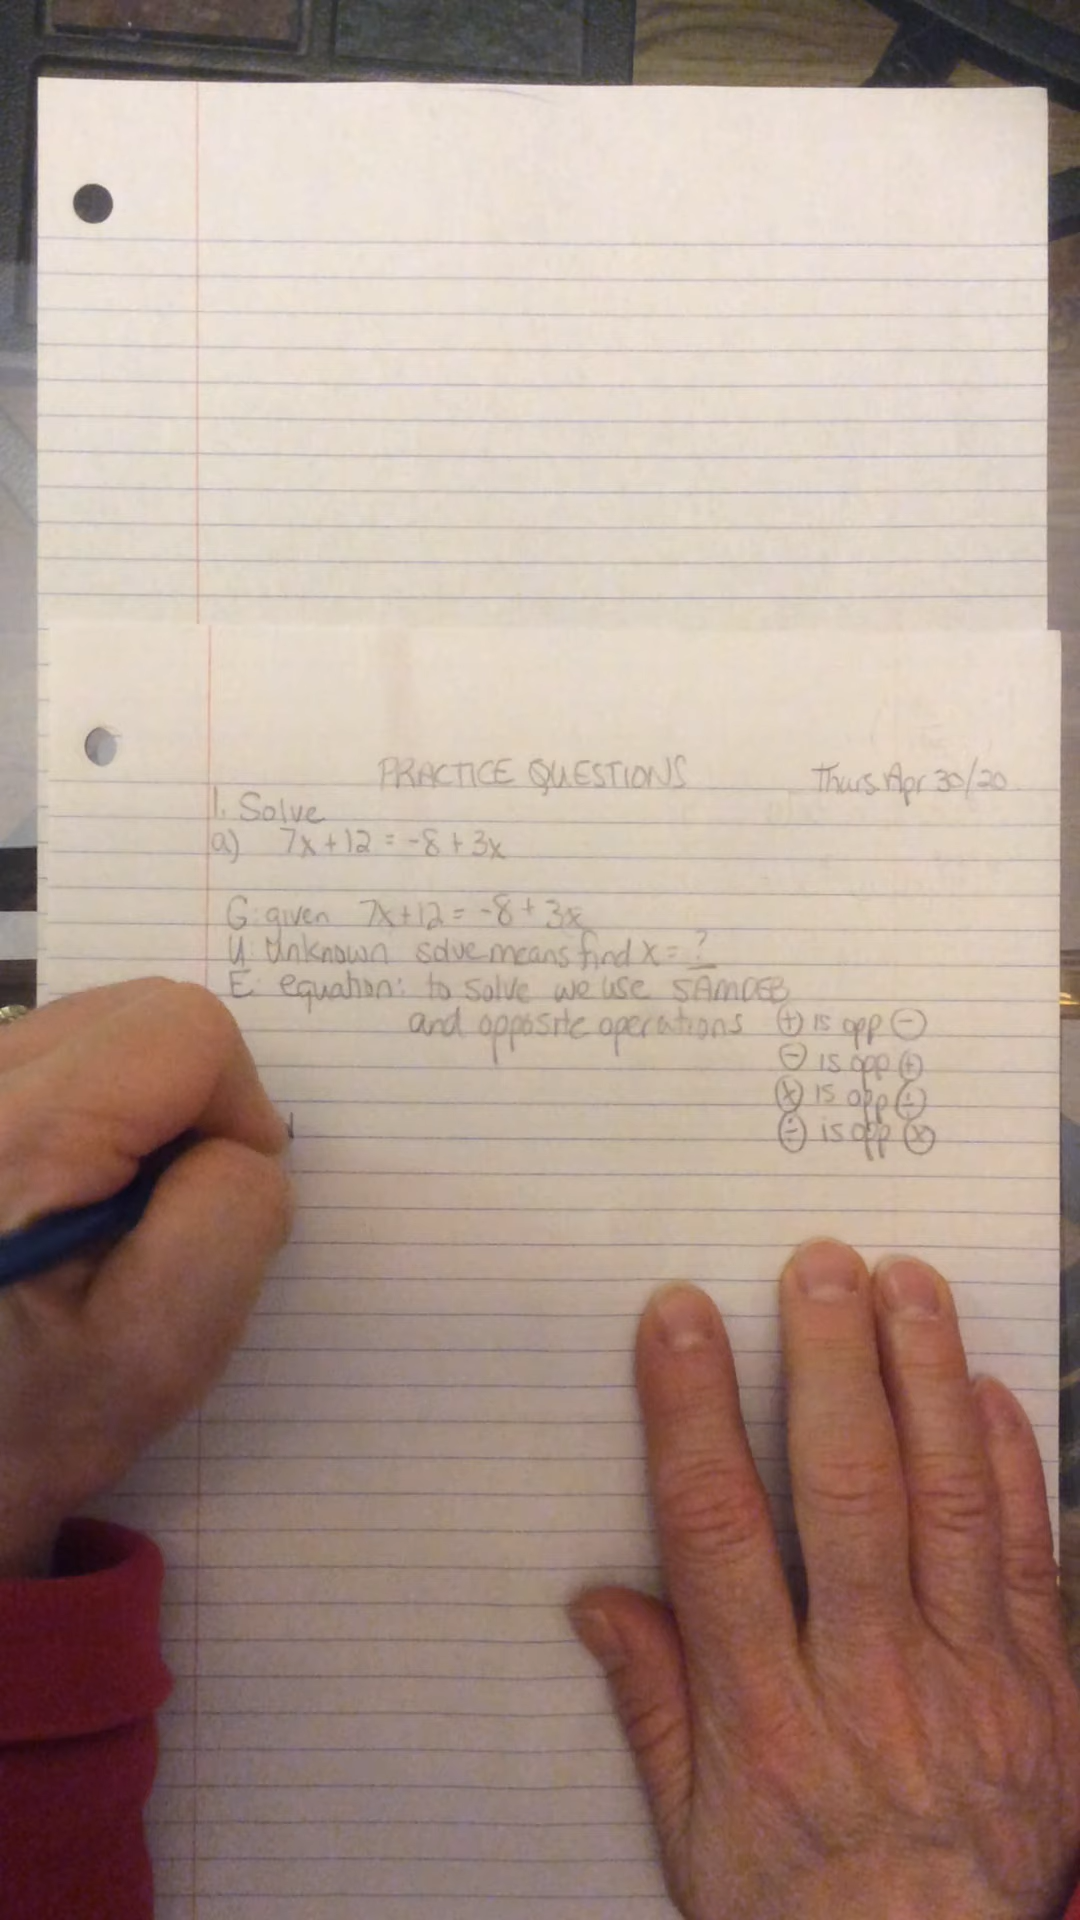 PRACTICE QUESTIONS Thurs Apr 30/20
1. Solve
a) 7x+12 = -8 + 3x
G: given 7x+12 = -8 + 3x
U: Unknown solve means find x = ?
E: equation: to solve we use SAMDEB
and opposite operations (+) is opp (-)
(-) is opp (+)
(x) is opp (÷)
(÷) is opp (x)